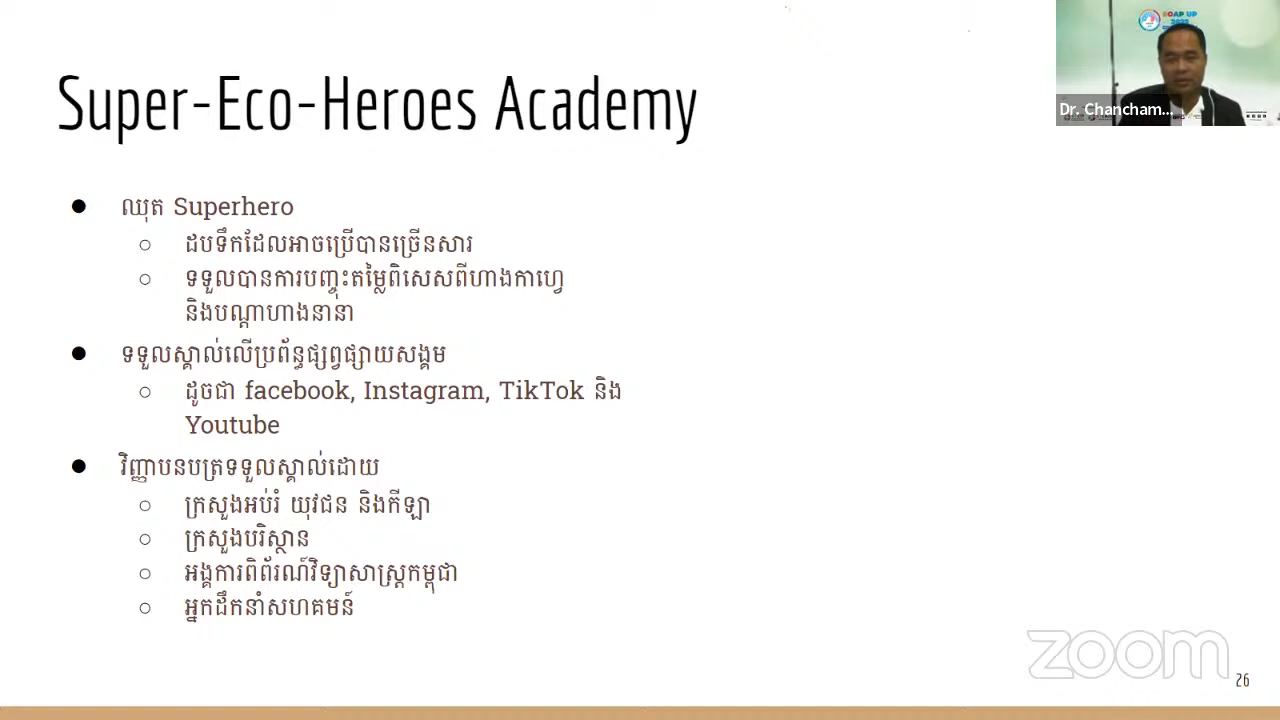 SOAP UP
Dr. Chancham...
Super-Eco-Heroes Academy
● ឈុត Superhero
○ ដបទឹកដែលអាចប្រើបានច្រើនសារ
○ ទទួលបានការបញ្ចុះតម្លៃពិសេសពីហាងកាហ្វេ
និងបណ្តាហាងនានា
● ទទួលស្គាល់លើប្រព័ន្ធផ្សព្វផ្សាយសង្គម
○ ដូចជា facebook, Instagram, TikTok និង
Youtube
● វិញ្ញាបនបត្រទទួលស្គាល់ដោយ
○ ក្រសួងអប់រំ យុវជន និងកីឡា
○ ក្រសួងបរិស្ថាន
○ អង្គការពិព័រណ៍វិទ្យាសាស្ត្រកម្ពុជា
○ អ្នកដឹកនាំសហគមន៍
zoom
26